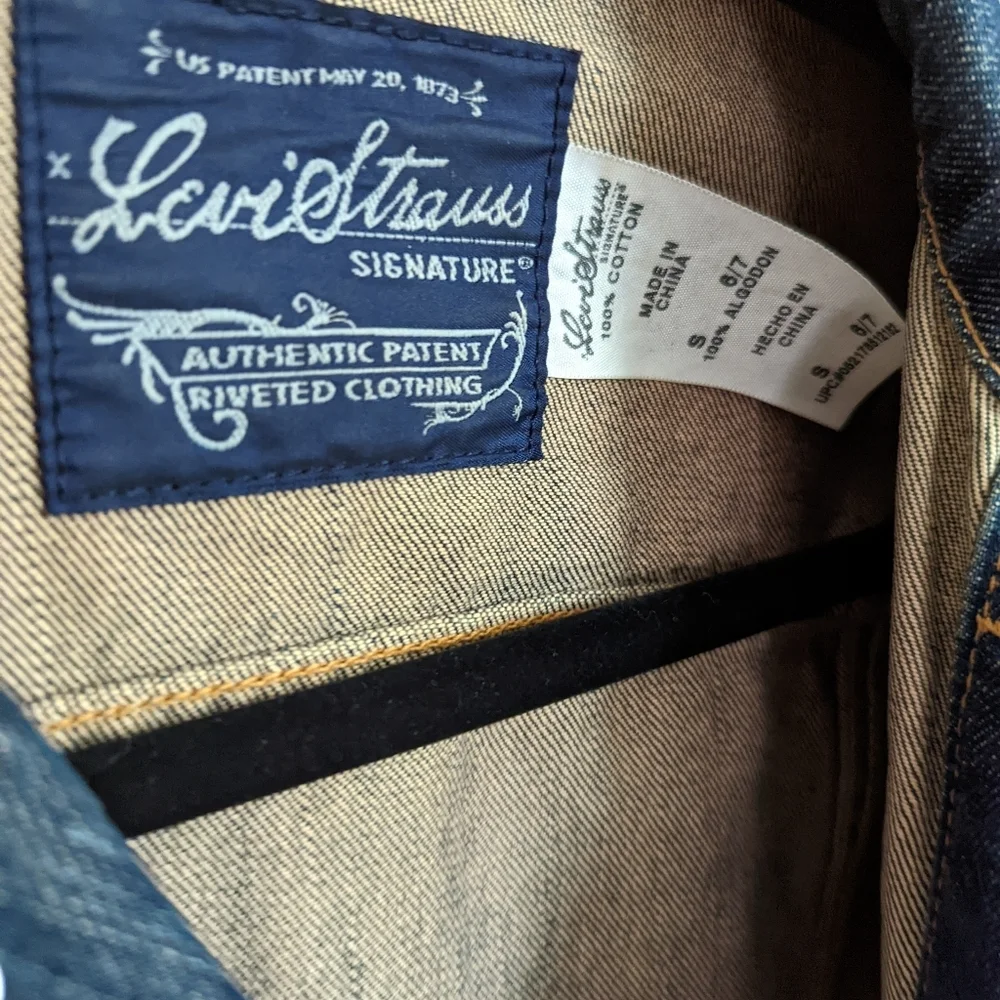 US PATENT MAY 20, 1873
X
Levi Strauss
SIGNATURE®
AUTHENTIC PATENT
RIVETED CLOTHING
Levi Strauss
SIGNATURE
100% COTTON
MADE IN
CHINA
S 6/7
100% ALGODON
HECHO EN
CHINA
S 6/7